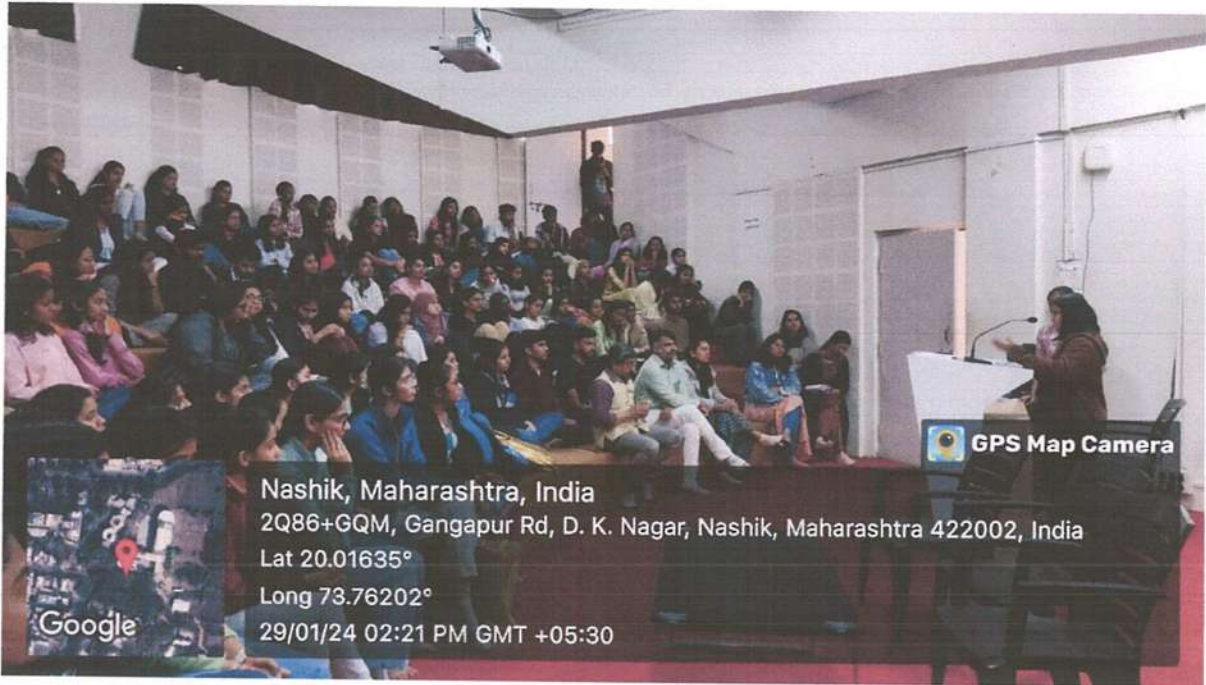 GPS Map Camera
Nashik, Maharashtra, India
2Q86+GQM, Gangapur Rd, D. K. Nagar, Nashik, Maharashtra 422002, India
Lat 20.01635°
Long 73.76202°
29/01/24 02:21 PM GMT +05:30
Google